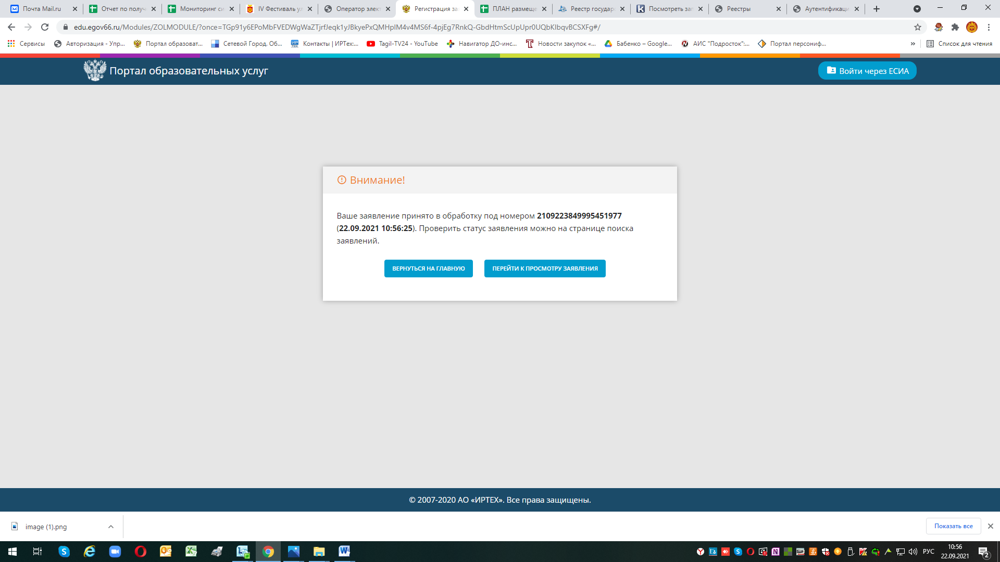 Почта Mail.ru
Отчет по получ
Мониторинг си
IV Фестиваль ул
Оператор элект
Регистрация за
ПЛАН размеще
Реестр государ
Посмотреть заг
Реестры
Аутентификаци
edu.egov66.ru/Modules/ZOLMODULE/?once=TGp91y6EPoMbFVEDWgWaZTjrfJeqk1yJBkyePxQMHpIM4v4MS6f-4pjEg7RnkQ-GbdHtmScUpUpr0UQbKlbqvBCSXFg#/
Сервисы
Авторизация - Упр...
Портал образоват...
Сетевой Город. Об...
Контакты | ИРТех:...
Tagil-TV24 - YouTube
Навигатор ДО-инс...
Новости закупок «...
Бабенко – Google...
АИС "Подросток":...
Портал персониф...
»
Список для чтения
Портал образовательных услуг
Войти через ЕСИА
Внимание!
Ваше заявление принято в обработку под номером 2109223849995451977
(22.09.2021 10:56:25). Проверить статус заявления можно на странице поиска
заявлений.
ВЕРНУТЬСЯ НА ГЛАВНУЮ
ПЕРЕЙТИ К ПРОСМОТРУ ЗАЯВЛЕНИЯ
© 2007-2020 АО «ИРТЕХ». Все права защищены.
image (1).png
Показать все
РУС
10:56
22.09.2021
2